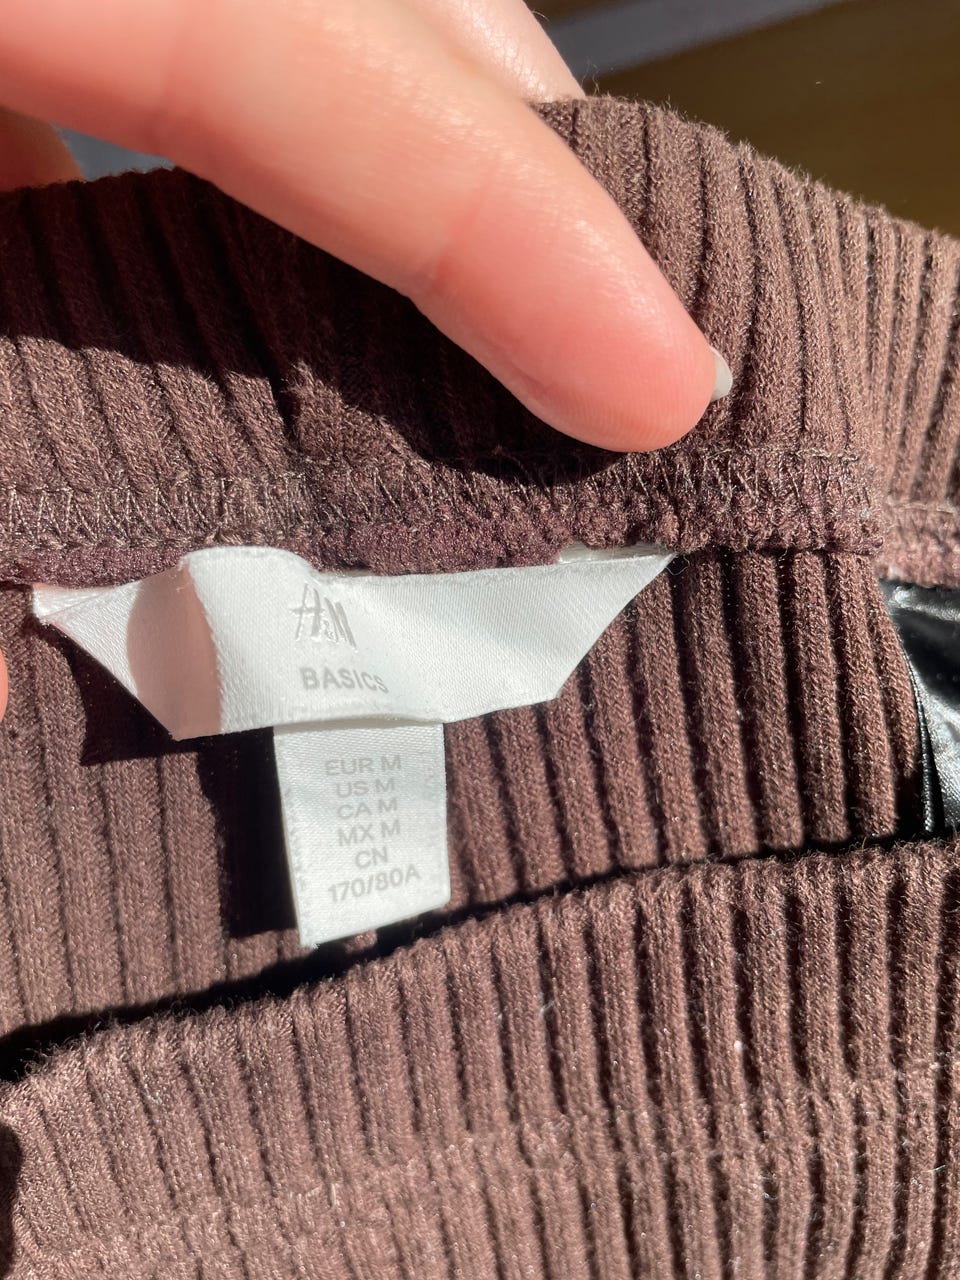 H&M
BASICS
EUR M
US M
CA M
MX M
CN
170/80A